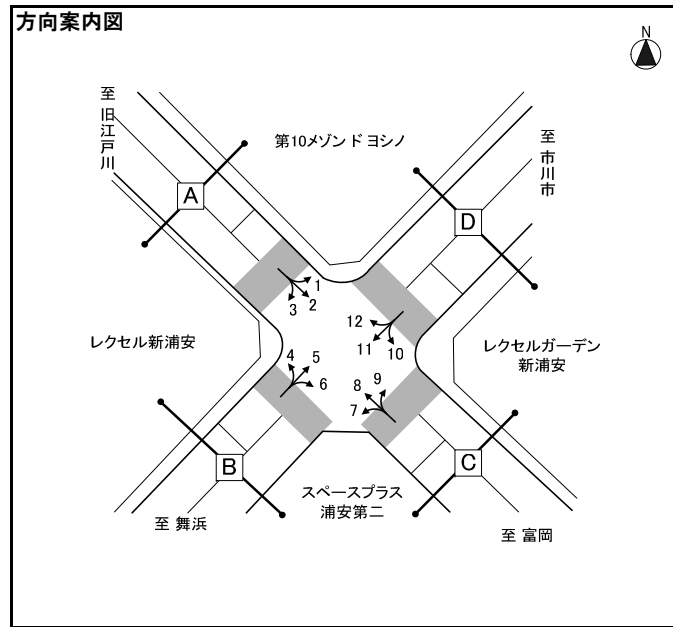 方向案内図
N
至 旧江戸川
第10メゾンドヨシノ
至 市川市
A
D
1
2
3
12
11
10
レクセル新浦安
レクセルガーデン
新浦安
4
5
6
9
8
7
B
C
スペースプラス
浦安第二
至 舞浜
至 富岡